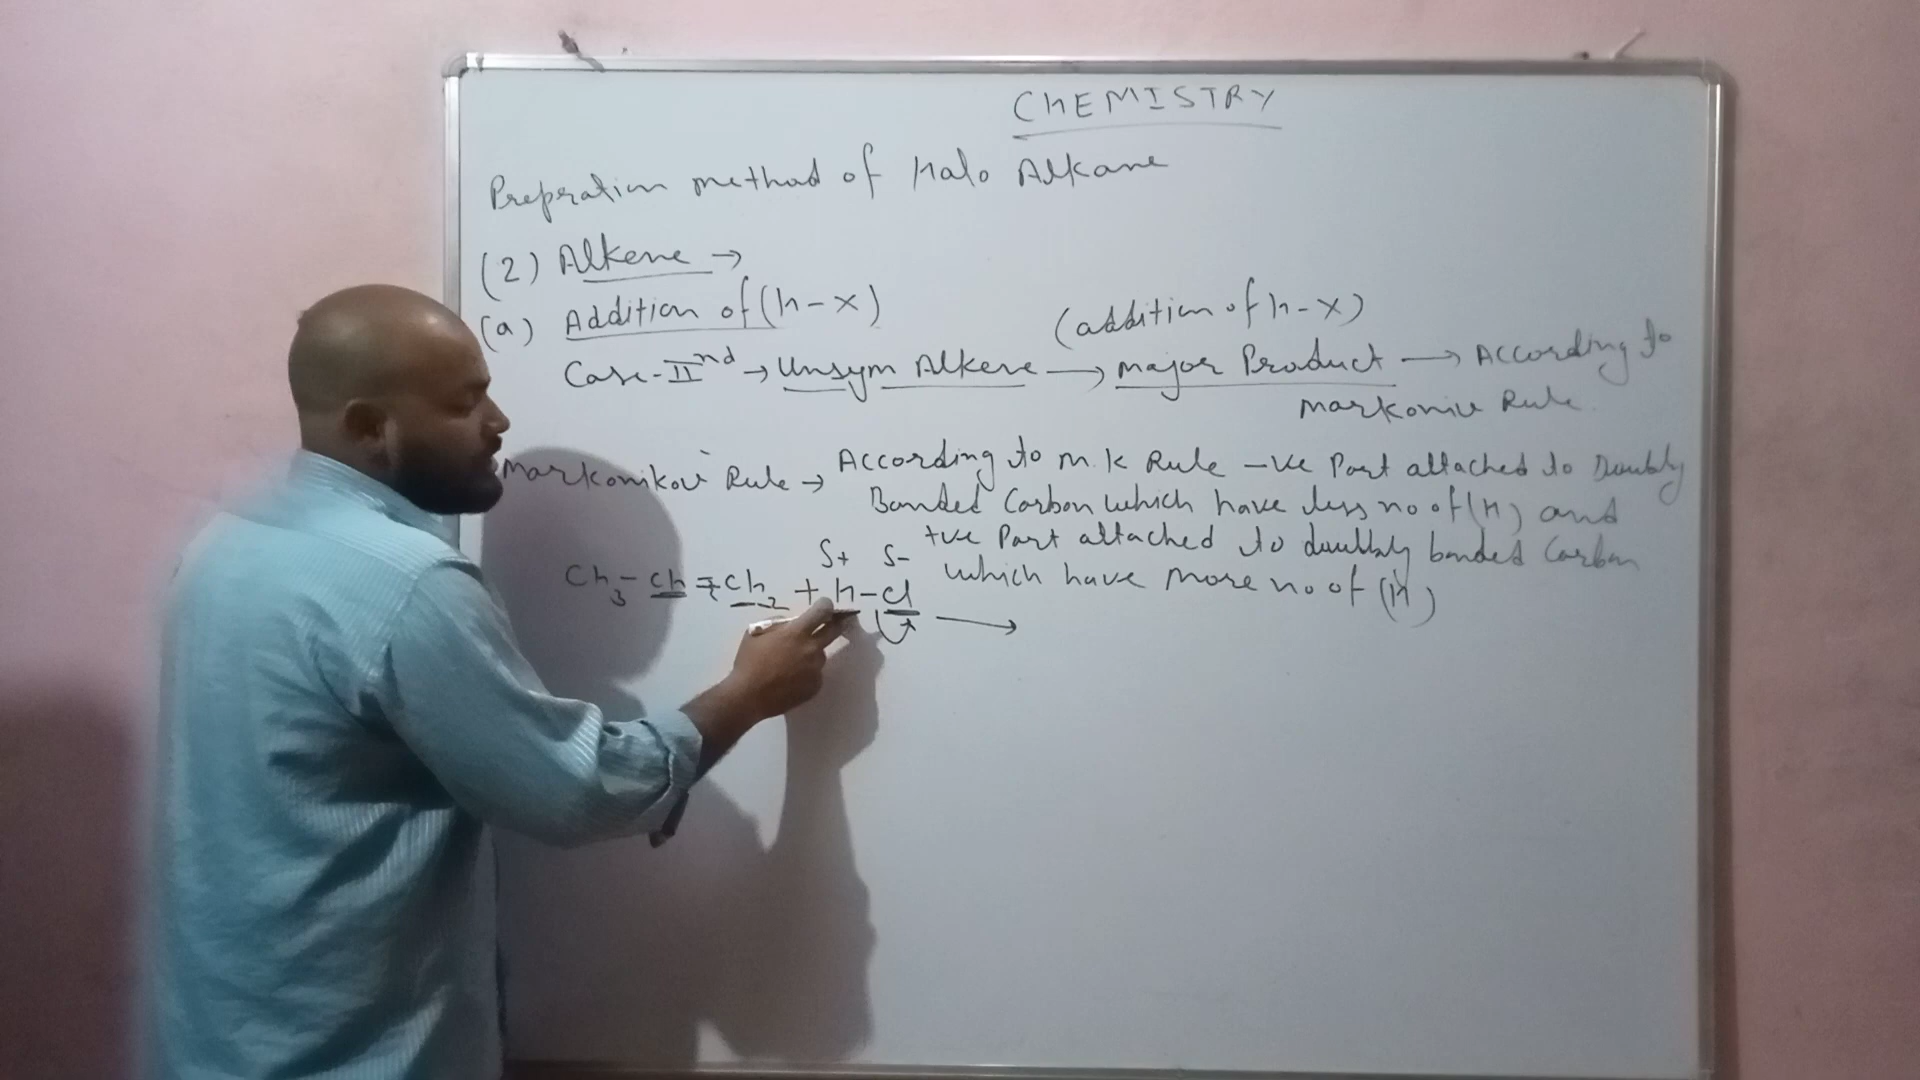 CHEMISTRY
Prepration method of Halo Alkane
(2) Alkene →
(a) Addition of (H-X)
(addition of H-X)
Case-IInd → Unsym Alkene → major Product → According to
markoniv Rule
Markonikov Rule → According to M.K Rule -ve Part attached to Doubly
Bonded Carbon which have less no of (H) and
+ve Part attached to doubly bonded Carbon
which have more no of (H)
δ+ δ-
CH3-CH=CH2 + H-Cl →